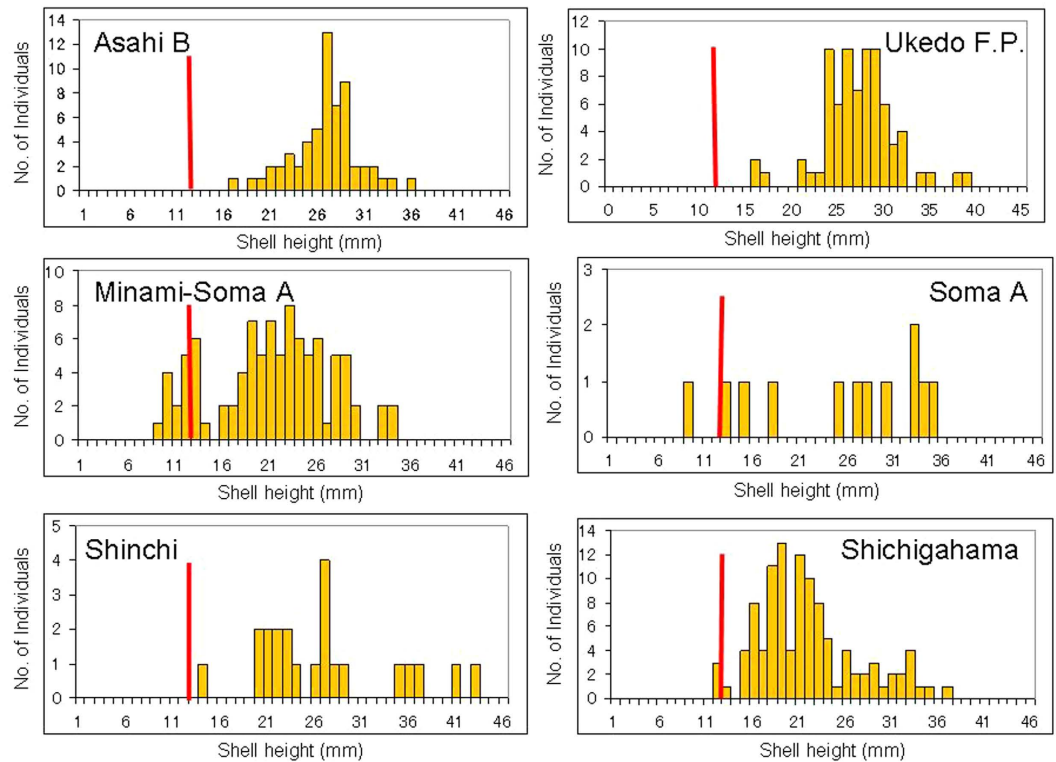 Asahi B
No. of Individuals
14
12
10
8
6
4
2
0
1 6 11 16 21 26 31 36 41 46
Shell height (mm)
Ukedo F.P.
No. of Individuals
12
10
8
6
4
2
0
0 5 10 15 20 25 30 35 40 45
Shell height (mm)
Minami-Soma A
No. of Individuals
10
8
6
4
2
0
1 6 11 16 21 26 31 36 41 46
Shell height (mm)
Soma A
No. of Individuals
3
2
1
0
1 6 11 16 21 26 31 36 41 46
Shell height (mm)
Shinchi
No. of Individuals
5
4
3
2
1
0
1 6 11 16 21 26 31 36 41 46
Shell height (mm)
Shichigahama
No. of Individuals
14
12
10
8
6
4
2
0
1 6 11 16 21 26 31 36 41 46
Shell height (mm)